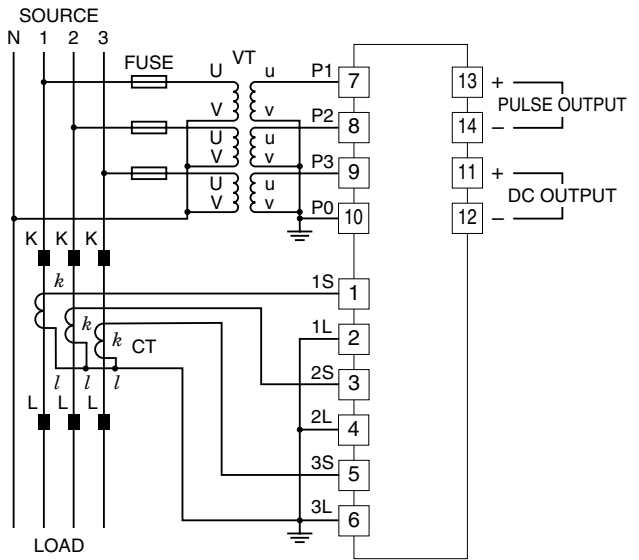 SOURCE
N 1 2 3
FUSE
VT
U u P1 7
V v
U u P2 8
V v
U u P3 9
V v P0 10
13 +
PULSE OUTPUT
14 −
11 +
DC OUTPUT
12 −
K K K
k 1S 1
k
k CT
1L 2
l l l
2S 3
L L L
2L 4
3S 5
3L 6
LOAD